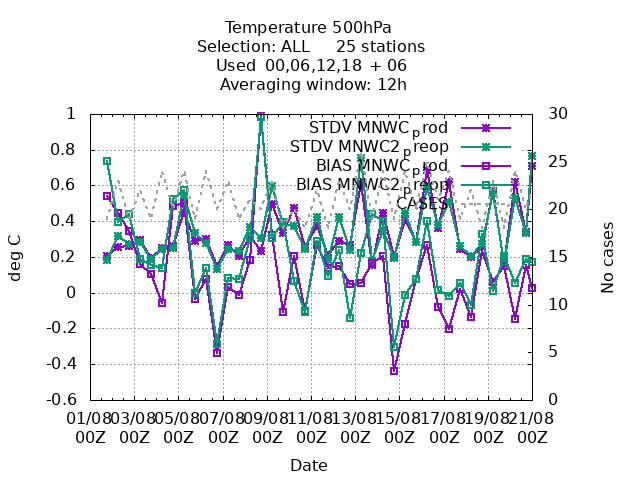 Temperature 500hPa
Selection: ALL 25 stations
Used 00,06,12,18 + 06
Averaging window: 12h
1 30
STDV MNWCprod
STDV MNWC2preop
0.8 25
BIAS MNWCprod
BIAS MNWC2preop
0.6 CASES 20
0.4
0.2 15
0 10
-0.2
-0.4 5
-0.6 0
deg C
No cases
01/08 03/08 05/08 07/08 09/08 11/08 13/08 15/08 17/08 19/08 21/08
00Z 00Z 00Z 00Z 00Z 00Z 00Z 00Z 00Z 00Z 00Z
Date